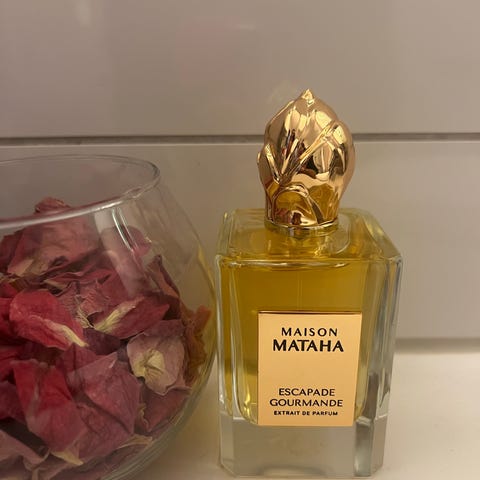 MAISON
MATAHA
ESCAPADE
GOURMANDE
EXTRAIT DE PARFUM